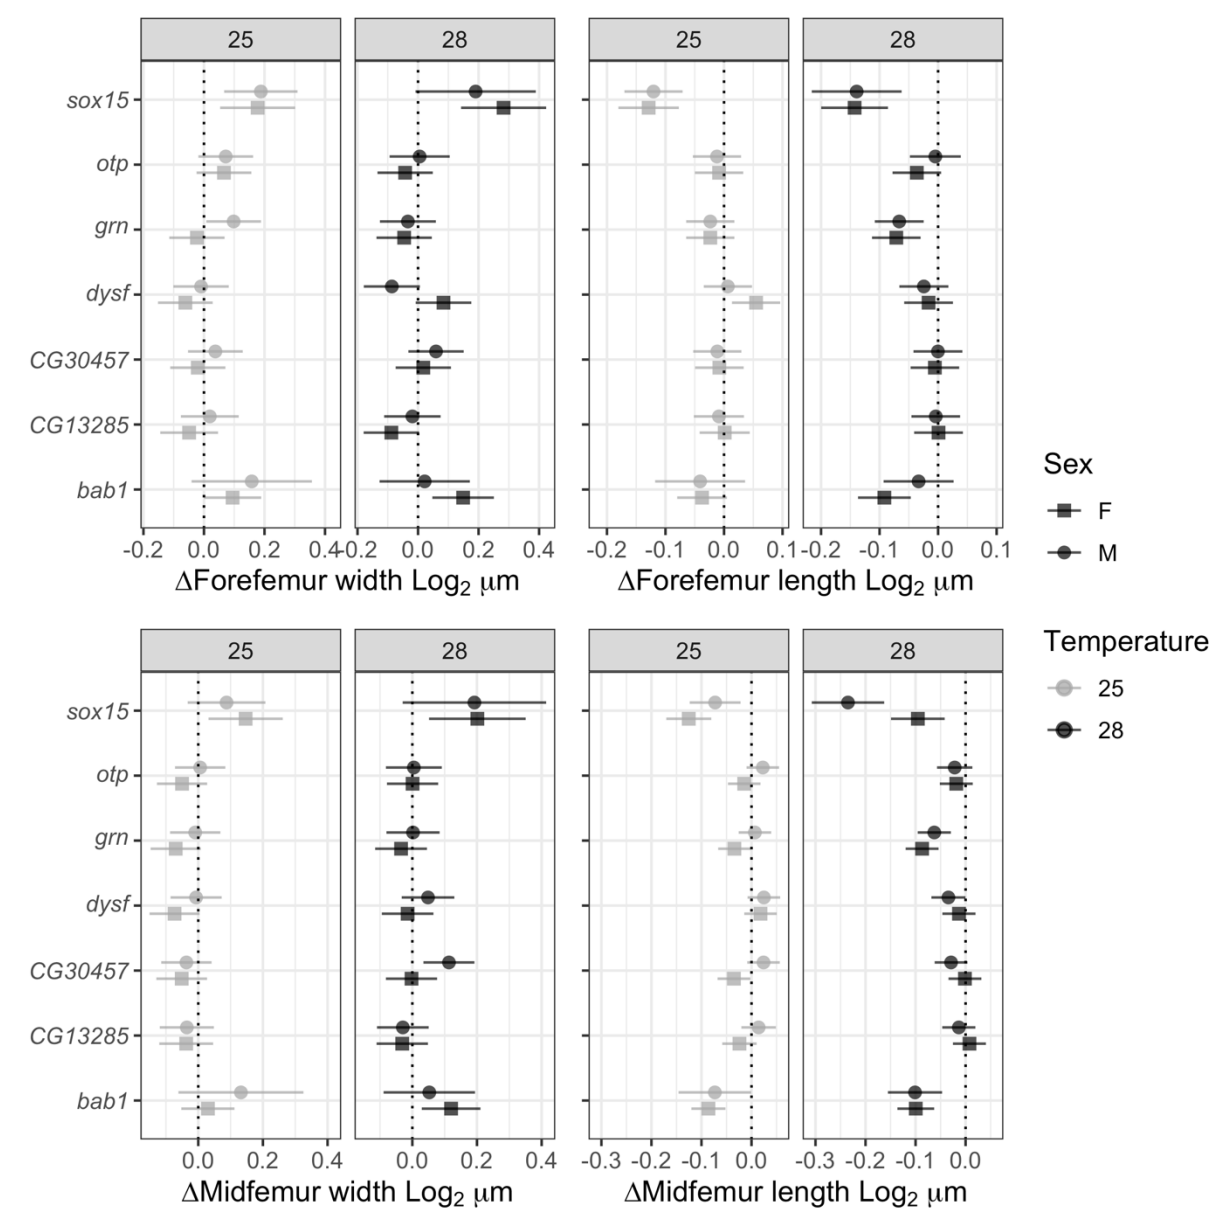 25 28 25 28
sox15
otp
grn
dysf
CG30457
CG13285
bab1
-0.2 0.0 0.2 0.4 0.2 0.0 0.2 0.4 -0.2 -0.1 0.0 0.1 -0.2 -0.1 0.0 0.1
ΔForefemur width Log₂ μm ΔForefemur length Log₂ μm
Sex
F
M
25 28 25 28
sox15
otp
grn
dysf
CG30457
CG13285
bab1
0.0 0.2 0.4 0.0 0.2 0.4 -0.3 -0.2 -0.1 0.0 -0.3 -0.2 -0.1 0.0
ΔMidfemur width Log₂ μm ΔMidfemur length Log₂ μm
Temperature
25
28